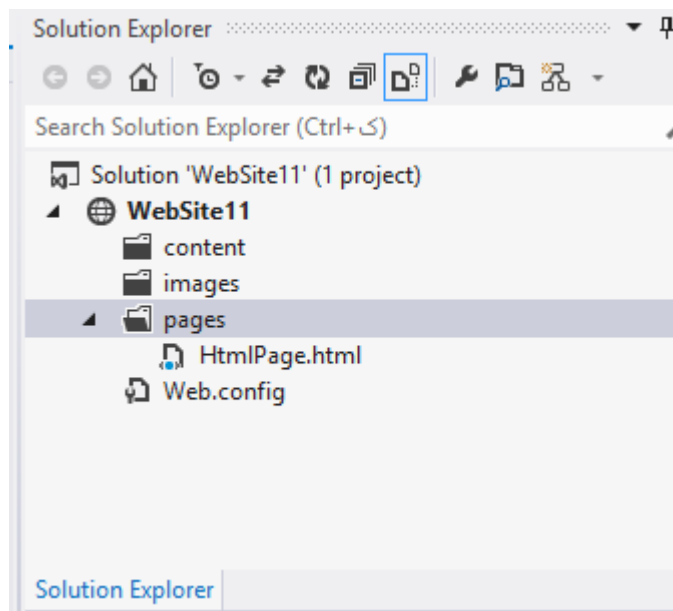 Solution Explorer
Search Solution Explorer (Ctrl+ک)
Solution 'WebSite11' (1 project)
WebSite11
content
images
pages
HtmlPage.html
Web.config
Solution Explorer